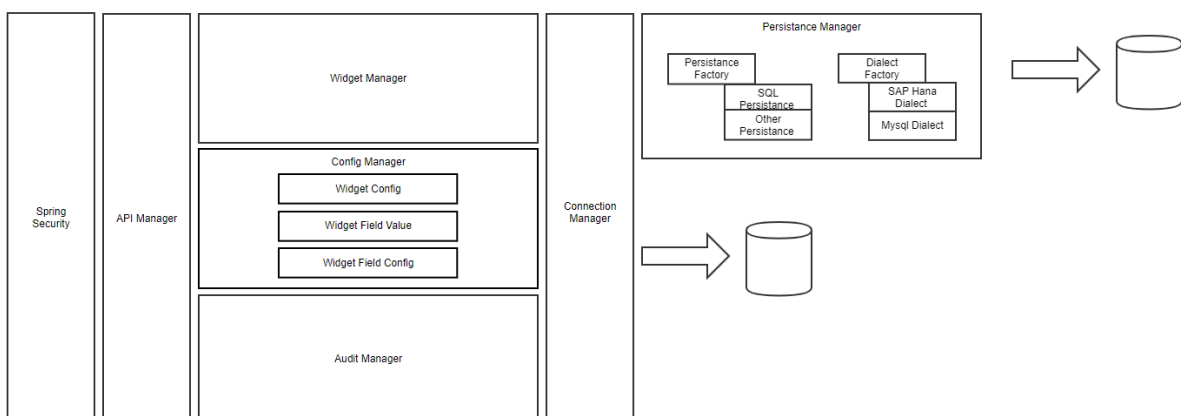 Spring
Security
API Manager
Widget Manager
Config Manager
Widget Config
Widget Field Value
Widget Field Config
Audit Manager
Connection
Manager
Persistance Manager
Persistance
Factory
SQL
Persistance
Other
Persistance
Dialect
Factory
SAP Hana
Dialect
Mysql Dialect